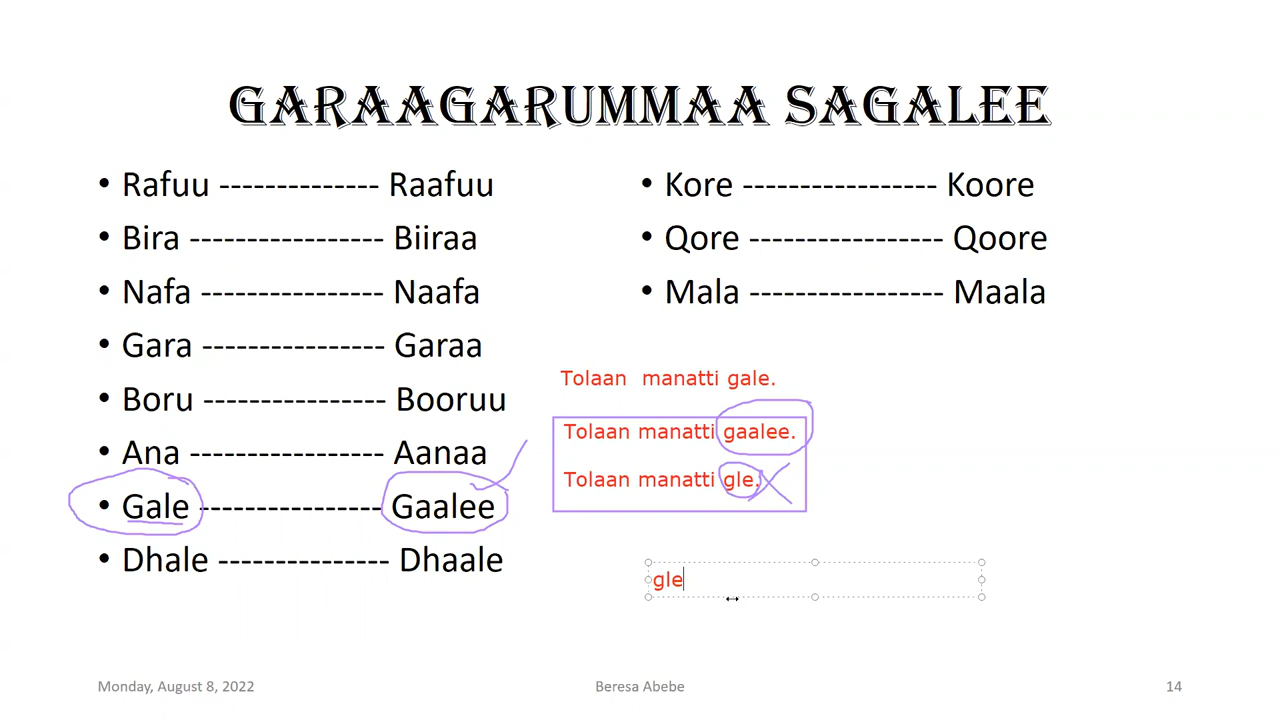 GARAAGARUMMAA SAGALEE
• Rafuu -------------- Raafuu
• Bira ----------------- Biiraa
• Nafa ---------------- Naafa
• Gara ---------------- Garaa
• Boru ----------------- Booruu
• Ana ----------------- Aanaa
• Gale ---------------- Gaalee
• Dhale --------------- Dhaale
• Kore ----------------- Koore
• Qore ----------------- Qoore
• Mala ----------------- Maala
Tolaan manatti gale.
Tolaan manatti gaalee.
Tolaan manatti gle.
gle
Monday, August 8, 2022
Beresa Abebe
14